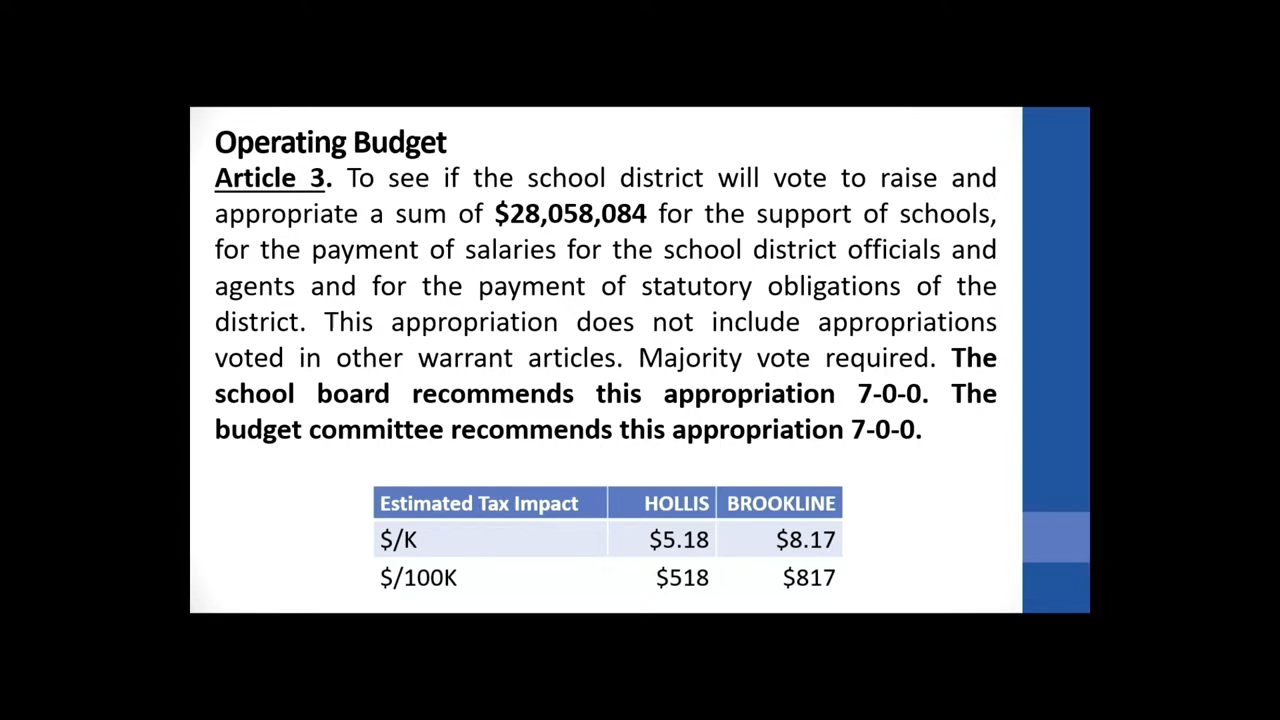 Operating Budget
Article 3. To see if the school district will vote to raise and
appropriate a sum of $28,058,084 for the support of schools,
for the payment of salaries for the school district officials and
agents and for the payment of statutory obligations of the
district. This appropriation does not include appropriations
voted in other warrant articles. Majority vote required. The
school board recommends this appropriation 7-0-0. The
budget committee recommends this appropriation 7-0-0.
Estimated Tax Impact HOLLIS BROOKLINE
$/K $5.18 $8.17
$/100K $518 $817